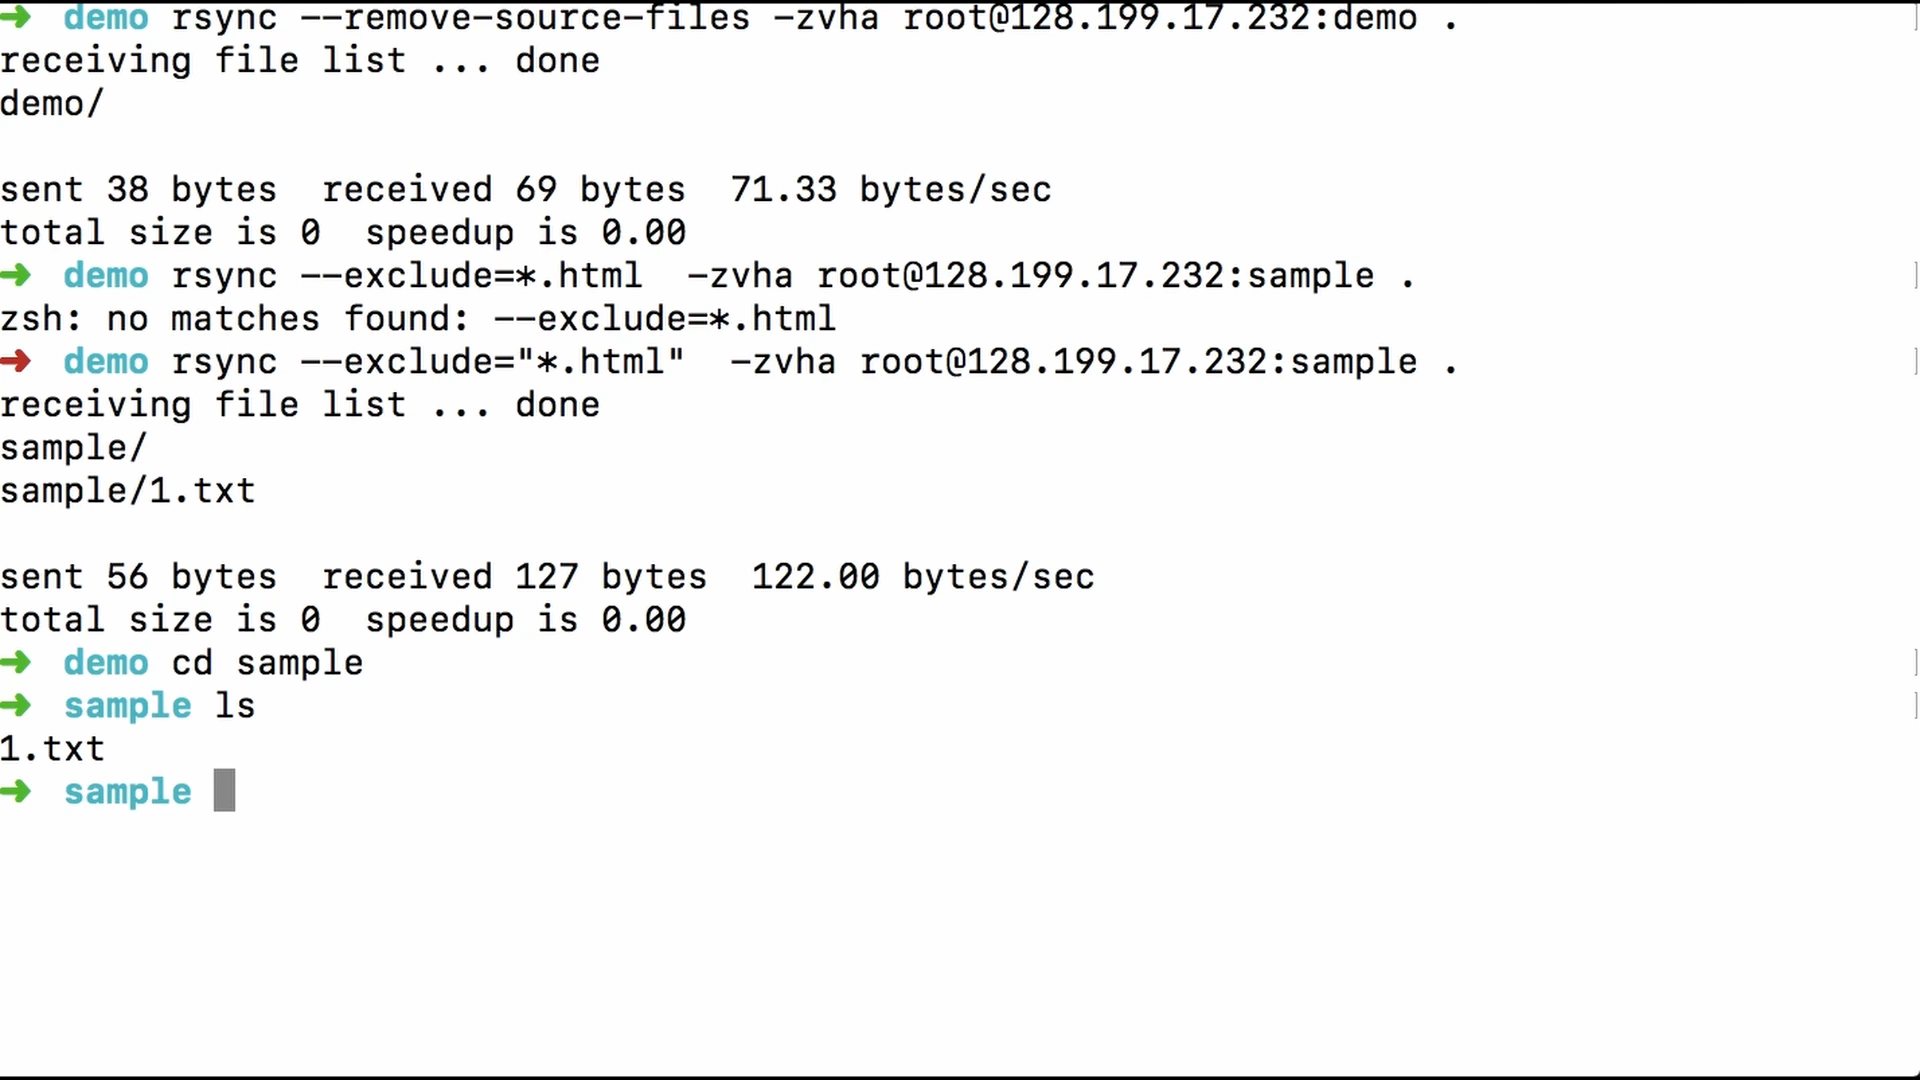 ➜ demo rsync --remove-source-files -zvha root@128.199.17.232:demo .
receiving file list ... done
demo/
sent 38 bytes  received 69 bytes  71.33 bytes/sec
total size is 0  speedup is 0.00
➜ demo rsync --exclude=*.html  -zvha root@128.199.17.232:sample .
zsh: no matches found: --exclude=*.html
➜ demo rsync --exclude="*.html"  -zvha root@128.199.17.232:sample .
receiving file list ... done
sample/
sample/1.txt
sent 56 bytes  received 127 bytes  122.00 bytes/sec
total size is 0  speedup is 0.00
➜ demo cd sample
➜ sample ls
1.txt
➜ sample